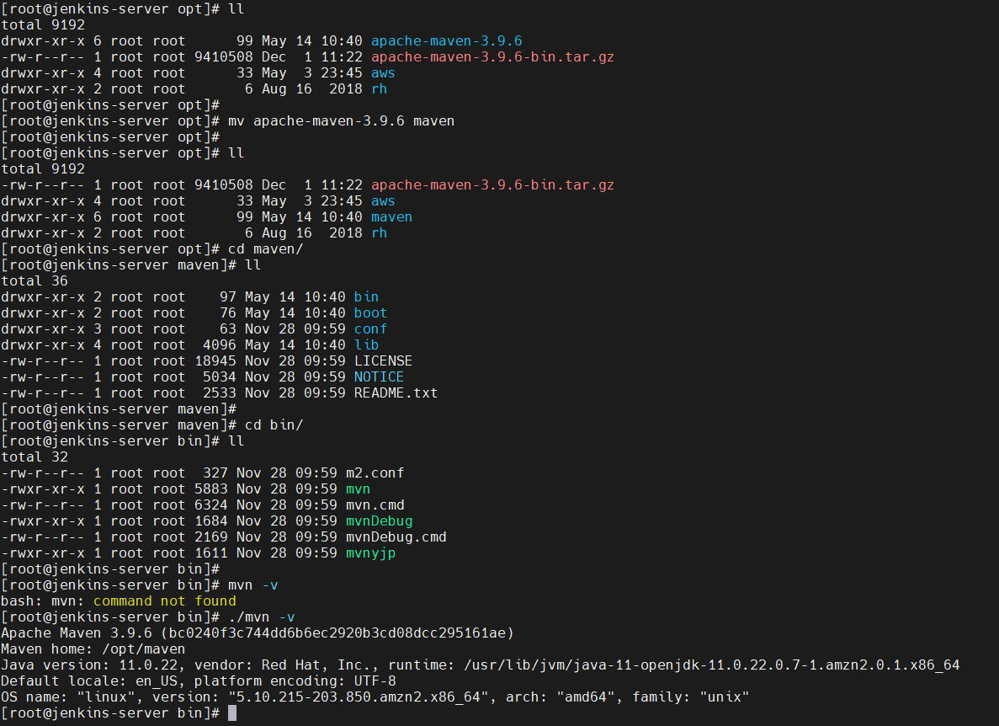 [root@jenkins-server opt]# ll
total 9192
drwxr-xr-x 6 root root      99 May 14 10:40 apache-maven-3.9.6
-rw-r--r-- 1 root root 9410508 Dec  1 11:22 apache-maven-3.9.6-bin.tar.gz
drwxr-xr-x 4 root root      33 May  3 23:45 aws
drwxr-xr-x 2 root root       6 Aug 16  2018 rh
[root@jenkins-server opt]#
[root@jenkins-server opt]# mv apache-maven-3.9.6 maven
[root@jenkins-server opt]#
[root@jenkins-server opt]# ll
total 9192
-rw-r--r-- 1 root root 9410508 Dec  1 11:22 apache-maven-3.9.6-bin.tar.gz
drwxr-xr-x 4 root root      33 May  3 23:45 aws
drwxr-xr-x 6 root root      99 May 14 10:40 maven
drwxr-xr-x 2 root root       6 Aug 16  2018 rh
[root@jenkins-server opt]# cd maven/
[root@jenkins-server maven]# ll
total 36
drwxr-xr-x 2 root root    97 May 14 10:40 bin
drwxr-xr-x 2 root root    76 May 14 10:40 boot
drwxr-xr-x 3 root root    63 Nov 28 09:59 conf
drwxr-xr-x 4 root root  4096 May 14 10:40 lib
-rw-r--r-- 1 root root 18945 Nov 28 09:59 LICENSE
-rw-r--r-- 1 root root  5034 Nov 28 09:59 NOTICE
-rw-r--r-- 1 root root  2533 Nov 28 09:59 README.txt
[root@jenkins-server maven]#
[root@jenkins-server maven]# cd bin/
[root@jenkins-server bin]# ll
total 32
-rw-r--r-- 1 root root  327 Nov 28 09:59 m2.conf
-rwxr-xr-x 1 root root 5883 Nov 28 09:59 mvn
-rw-r--r-- 1 root root 6324 Nov 28 09:59 mvn.cmd
-rwxr-xr-x 1 root root 1684 Nov 28 09:59 mvnDebug
-rw-r--r-- 1 root root 2169 Nov 28 09:59 mvnDebug.cmd
-rwxr-xr-x 1 root root 1611 Nov 28 09:59 mvnyjp
[root@jenkins-server bin]#
[root@jenkins-server bin]# mvn -v
bash: mvn: command not found
[root@jenkins-server bin]# ./mvn -v
Apache Maven 3.9.6 (bc0240f3c744dd6b6ec2920b3cd08dcc295161ae)
Maven home: /opt/maven
Java version: 11.0.22, vendor: Red Hat, Inc., runtime: /usr/lib/jvm/java-11-openjdk-11.0.22.0.7-1.amzn2.0.1.x86_64
Default locale: en_US, platform encoding: UTF-8
OS name: "linux", version: "5.10.215-203.850.amzn2.x86_64", arch: "amd64", family: "unix"
[root@jenkins-server bin]#